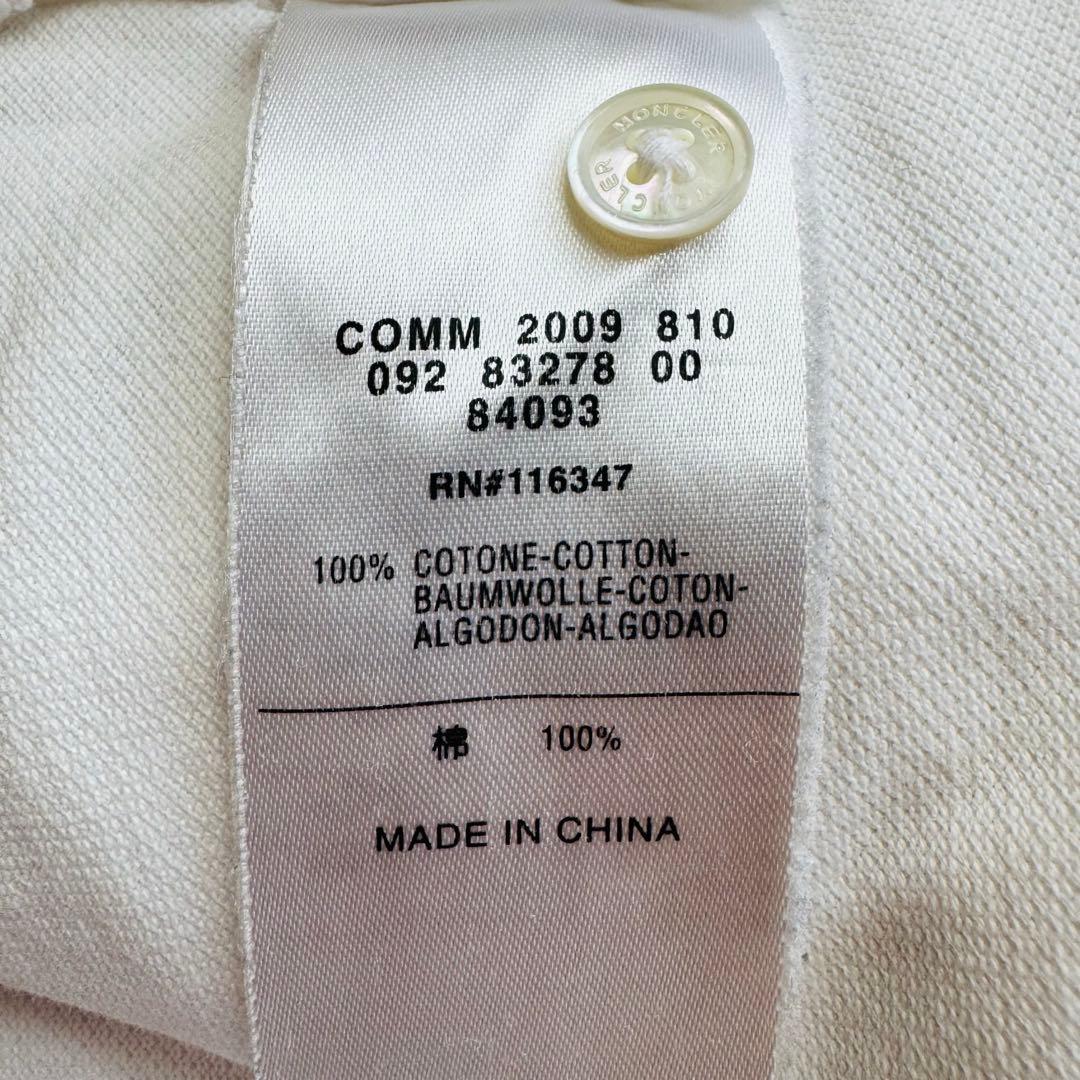 MONCLER MONCLER
COMM 2009 810
092 83278 00
84093
RN#116347
100% COTONE-COTTON-
BAUMWOLLE-COTON-
ALGODON-ALGODAO
棉 100%
MADE IN CHINA